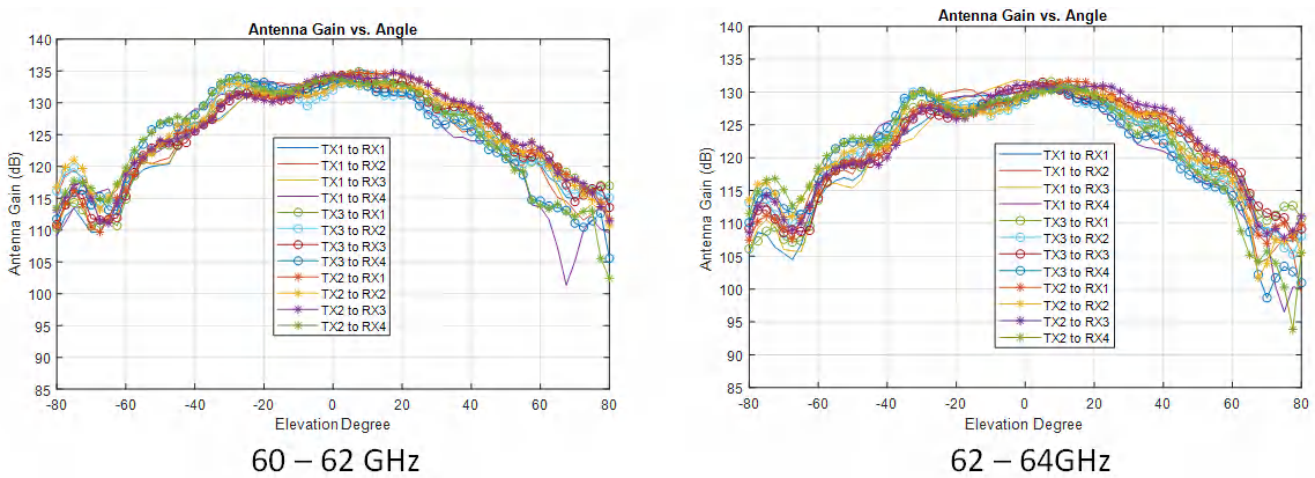 Antenna Gain vs. Angle
140
135
130
125
120
115
110
105
100
95
90
85
Antenna Gain (dB)
TX1 to RX1
TX1 to RX2
TX1 to RX3
TX1 to RX4
TX3 to RX1
TX3 to RX2
TX3 to RX3
TX3 to RX4
TX2 to RX1
TX2 to RX2
TX2 to RX3
TX2 to RX4
-80 -60 -40 -20 0 20 40 60 80
Elevation Degree
60 – 62 GHz
Antenna Gain vs. Angle
140
135
130
125
120
115
110
105
100
95
90
85
Antenna Gain (dB)
TX1 to RX1
TX1 to RX2
TX1 to RX3
TX1 to RX4
TX3 to RX1
TX3 to RX2
TX3 to RX3
TX3 to RX4
TX2 to RX1
TX2 to RX2
TX2 to RX3
TX2 to RX4
-80 -60 -40 -20 0 20 40 60 80
Elevation Degree
62 – 64GHz